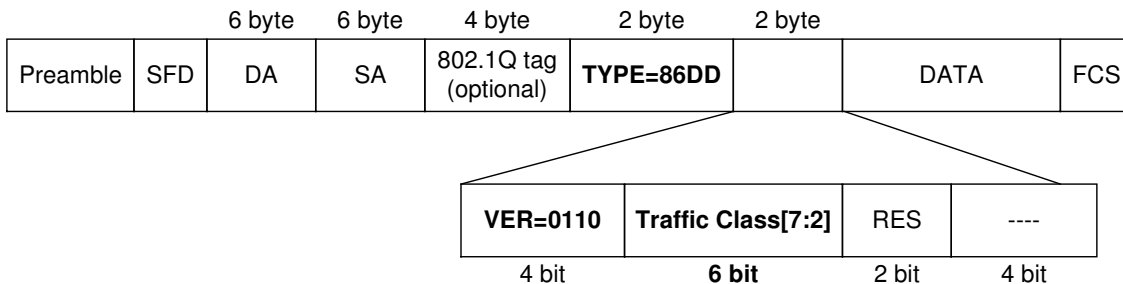 6 byte 6 byte 4 byte 2 byte 2 byte
Preamble SFD DA SA 802.1Q tag (optional) TYPE=86DD DATA FCS
VER=0110 Traffic Class[7:2] RES ----
4 bit 6 bit 2 bit 4 bit